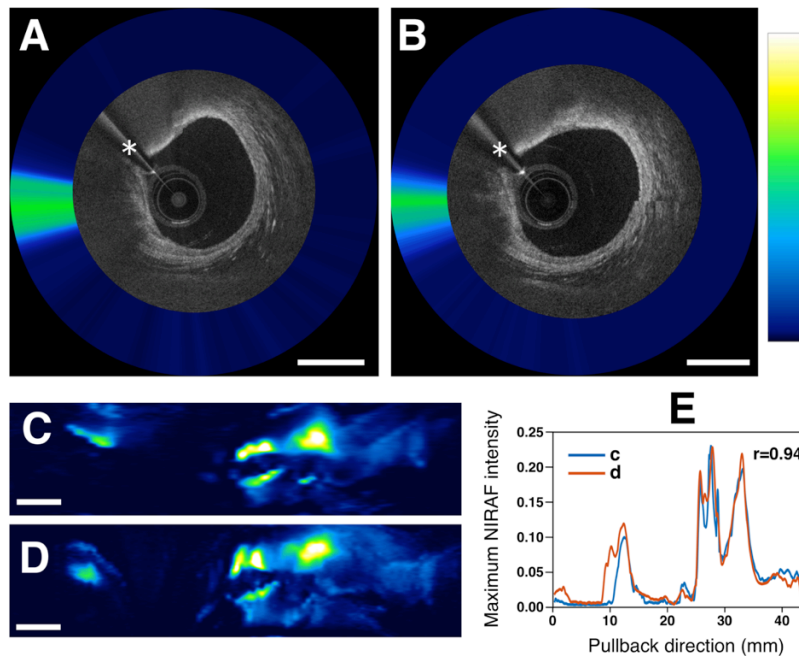 A
B
*
*
C
D
E
c
d
r=0.94
Maximum NIRAF intensity
0.25
0.20
0.15
0.10
0.05
0.00
0
10
20
30
40
Pullback direction (mm)